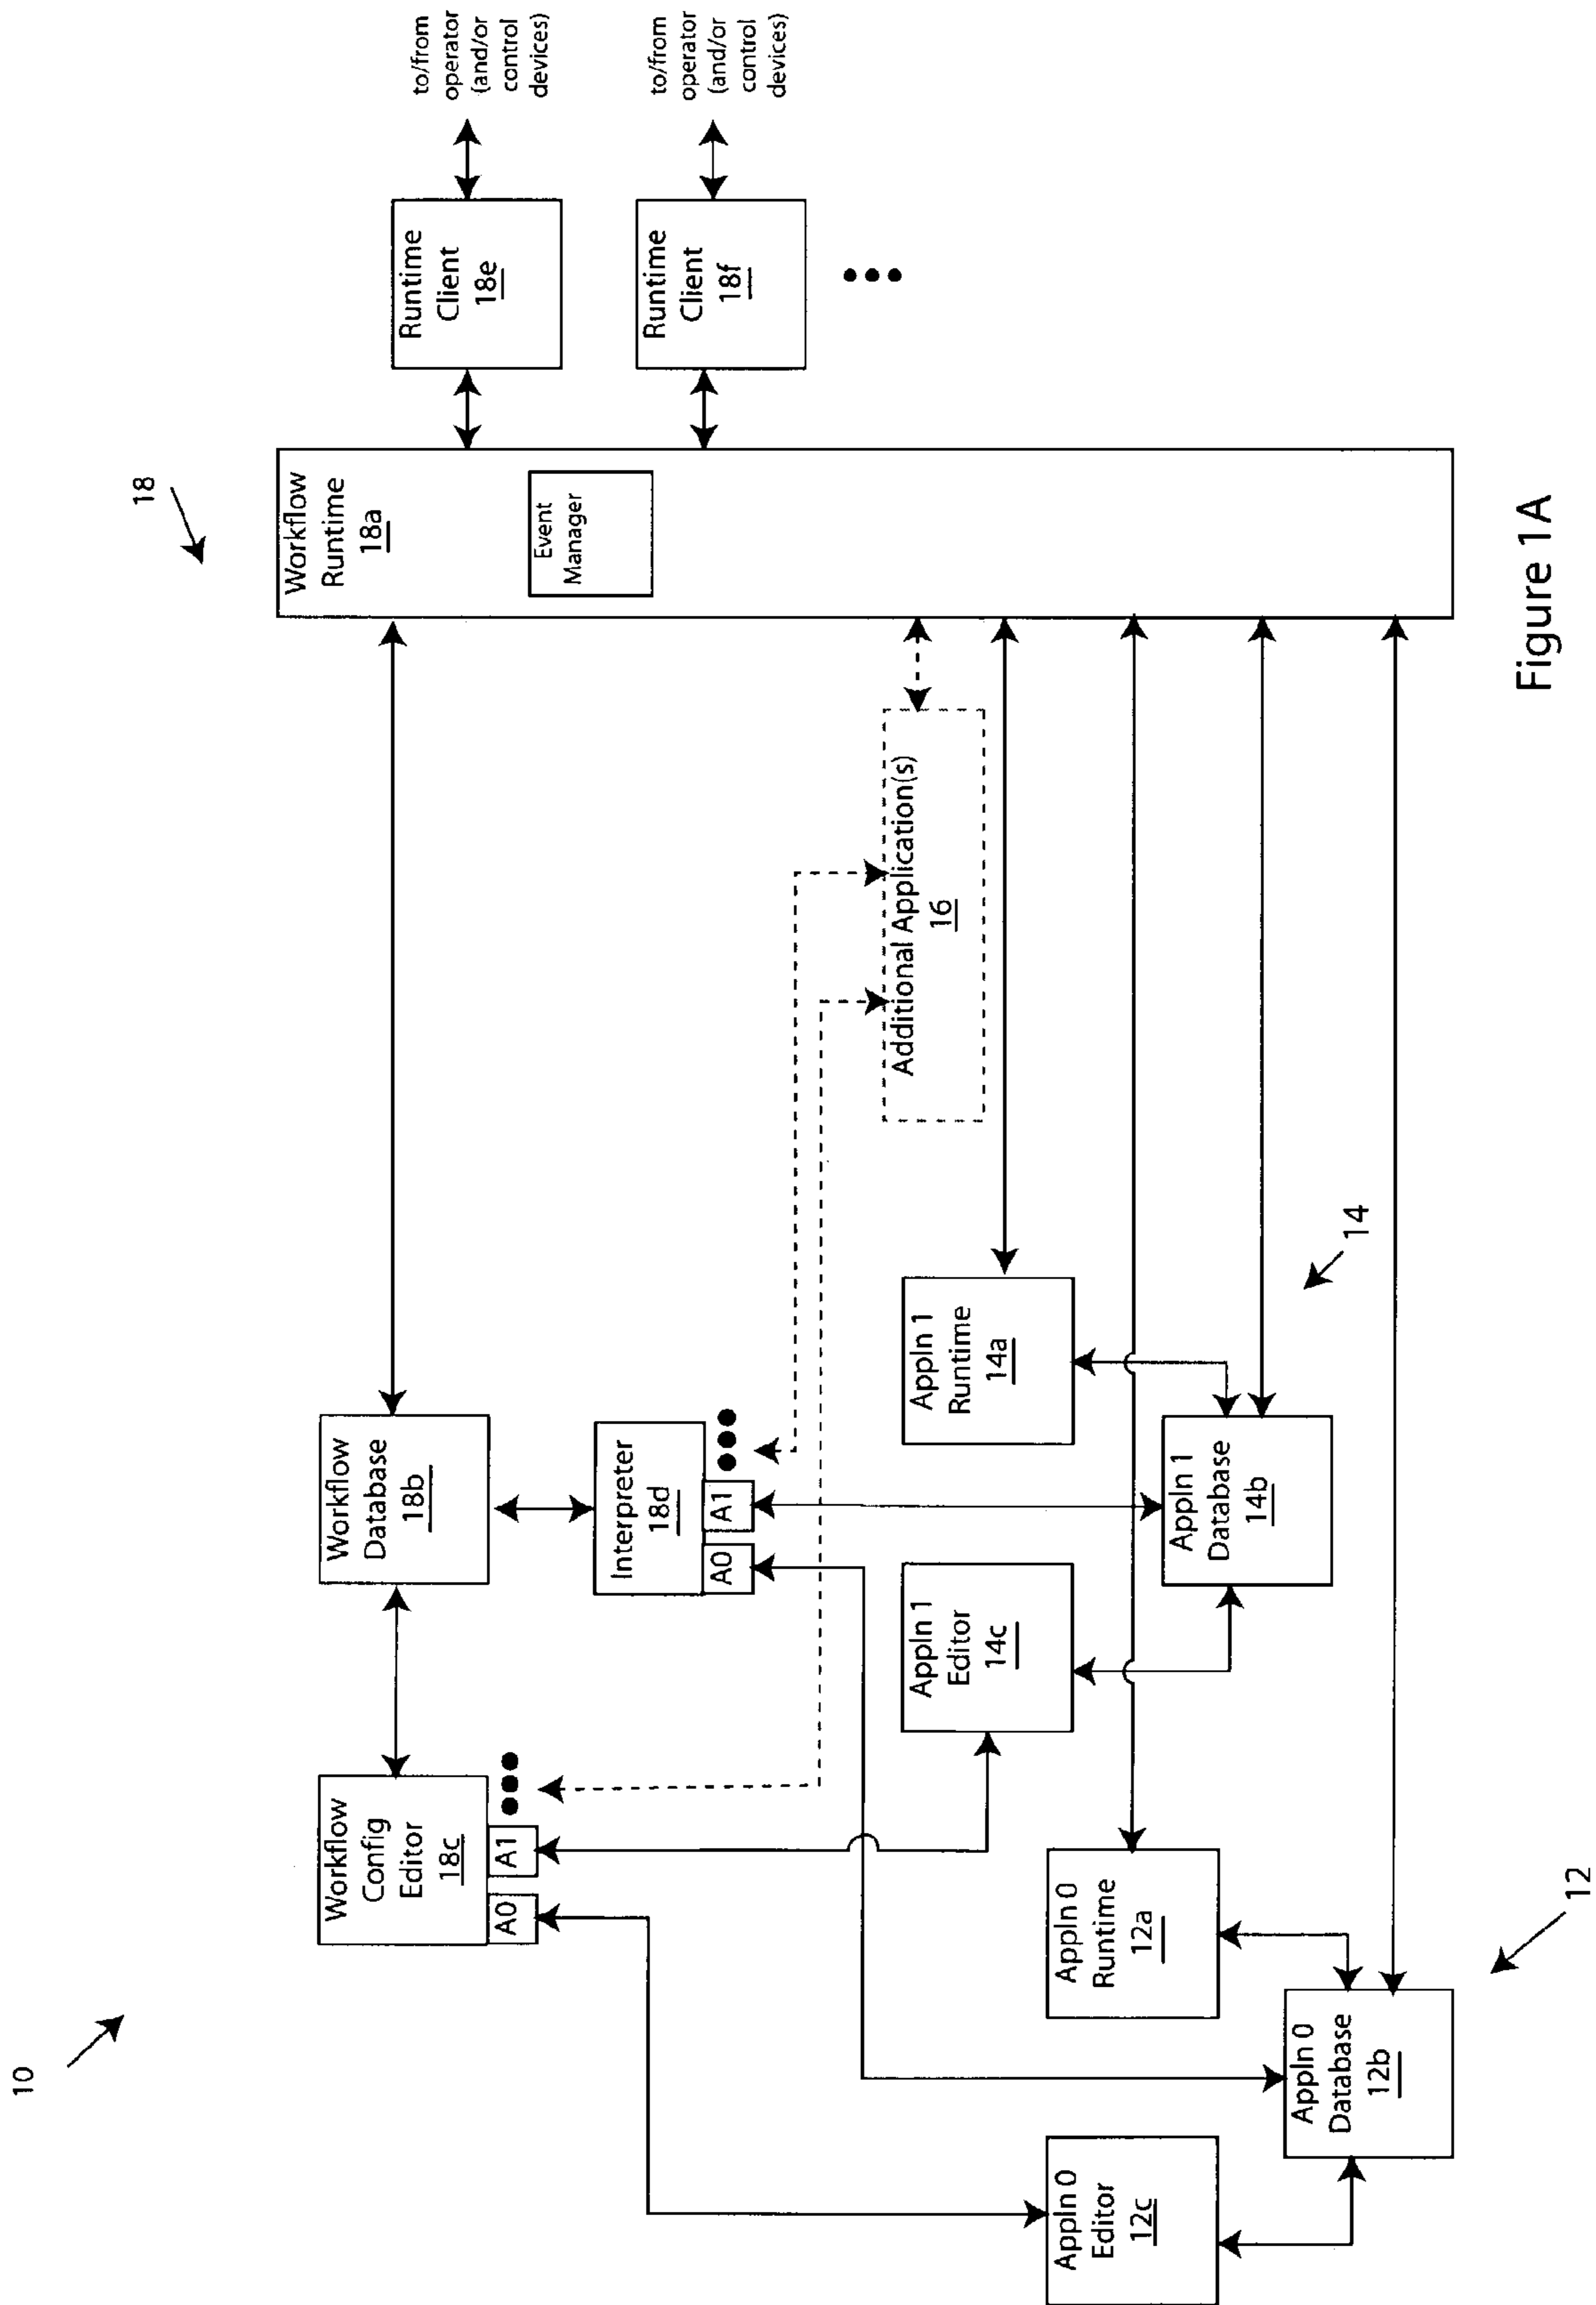 10
18
Workflow
Config
Editor
18c
A0
A1
Workflow
Database
18b
Interpreter
18d
A0
A1
Workflow
Runtime
18a
Event
Manager
Runtime
Client
18e
to/from
operator
(and/or
control
devices)
Runtime
Client
18f
to/from
operator
(and/or
control
devices)
Additional Application(s)
16
Appln 1
Editor
14c
Appln 1
Runtime
14a
Appln 1
Database
14b
14
Appln 0
Editor
12c
Appln 0
Runtime
12a
Appln 0
Database
12b
12
Figure 1A